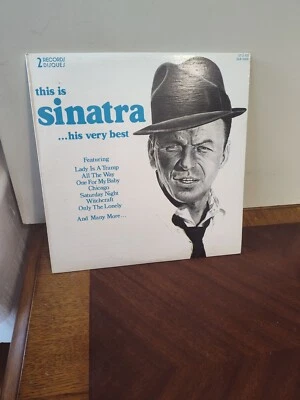 2 RECORDS
DISQUES
this is
sinatra
...his very best
Featuring
Lady Is A Tramp
All The Way
One For My Baby
Chicago
Saturday Night
Witchcraft
Only The Lonely
And Many More...